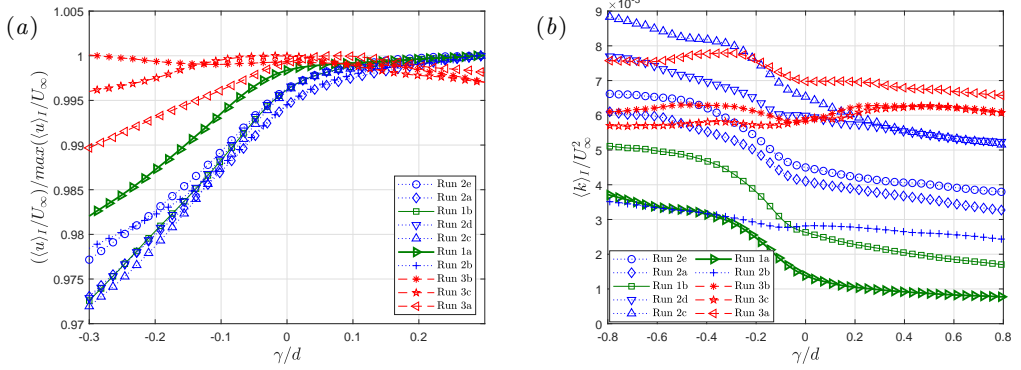 (a)
(⟨u⟩_I/U_∞)/max(⟨u⟩_I/U_∞)
1.005
1
0.995
0.99
0.985
0.98
0.975
0.97
-0.3
-0.2
-0.1
0
0.1
0.2
γ/d
Run 2e
Run 2a
Run 1b
Run 2d
Run 2c
Run 1a
Run 2b
Run 3b
Run 3c
Run 3a
(b)
⟨k⟩_I/U_∞^2
×10^-3
9
8
7
6
5
4
3
2
1
0
-0.8
-0.6
-0.4
-0.2
0
0.2
0.4
0.6
0.8
γ/d
Run 2e
Run 2a
Run 1b
Run 2d
Run 2c
Run 1a
Run 2b
Run 3b
Run 3c
Run 3a